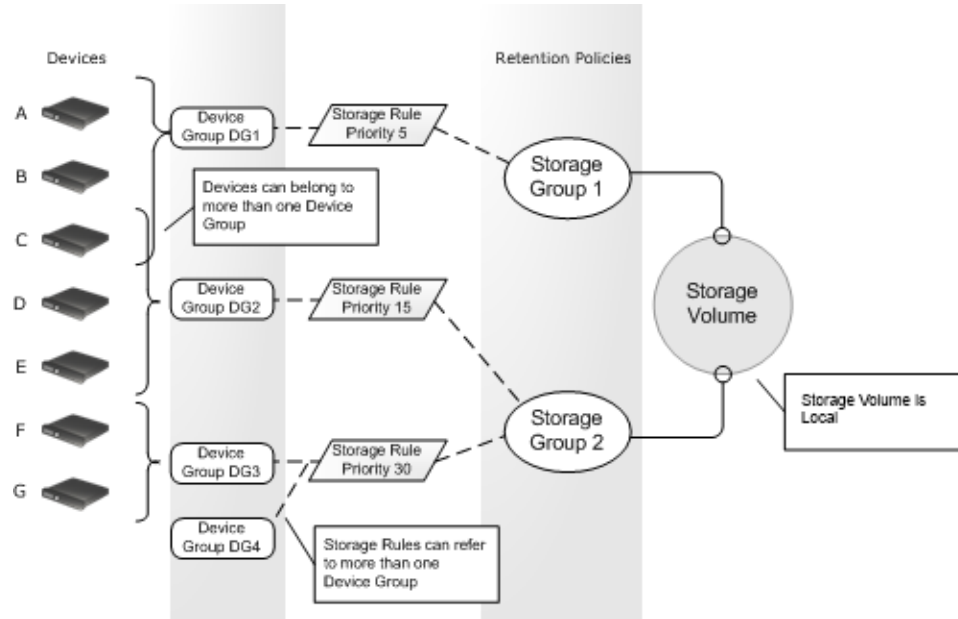 Devices
Retention Policies
A
B
C
D
E
F
G
Device
Group DG1
Storage Rule
Priority 5
Storage
Group 1
Devices can belong to
more than one Device
Group
Device
Group DG2
Storage Rule
Priority 15
Storage
Volume
Storage Volume Is
Local
Storage
Group 2
Device
Group DG3
Storage Rule
Priority 30
Device
Group DG4
Storage Rules can refer
to more than one
Device Group